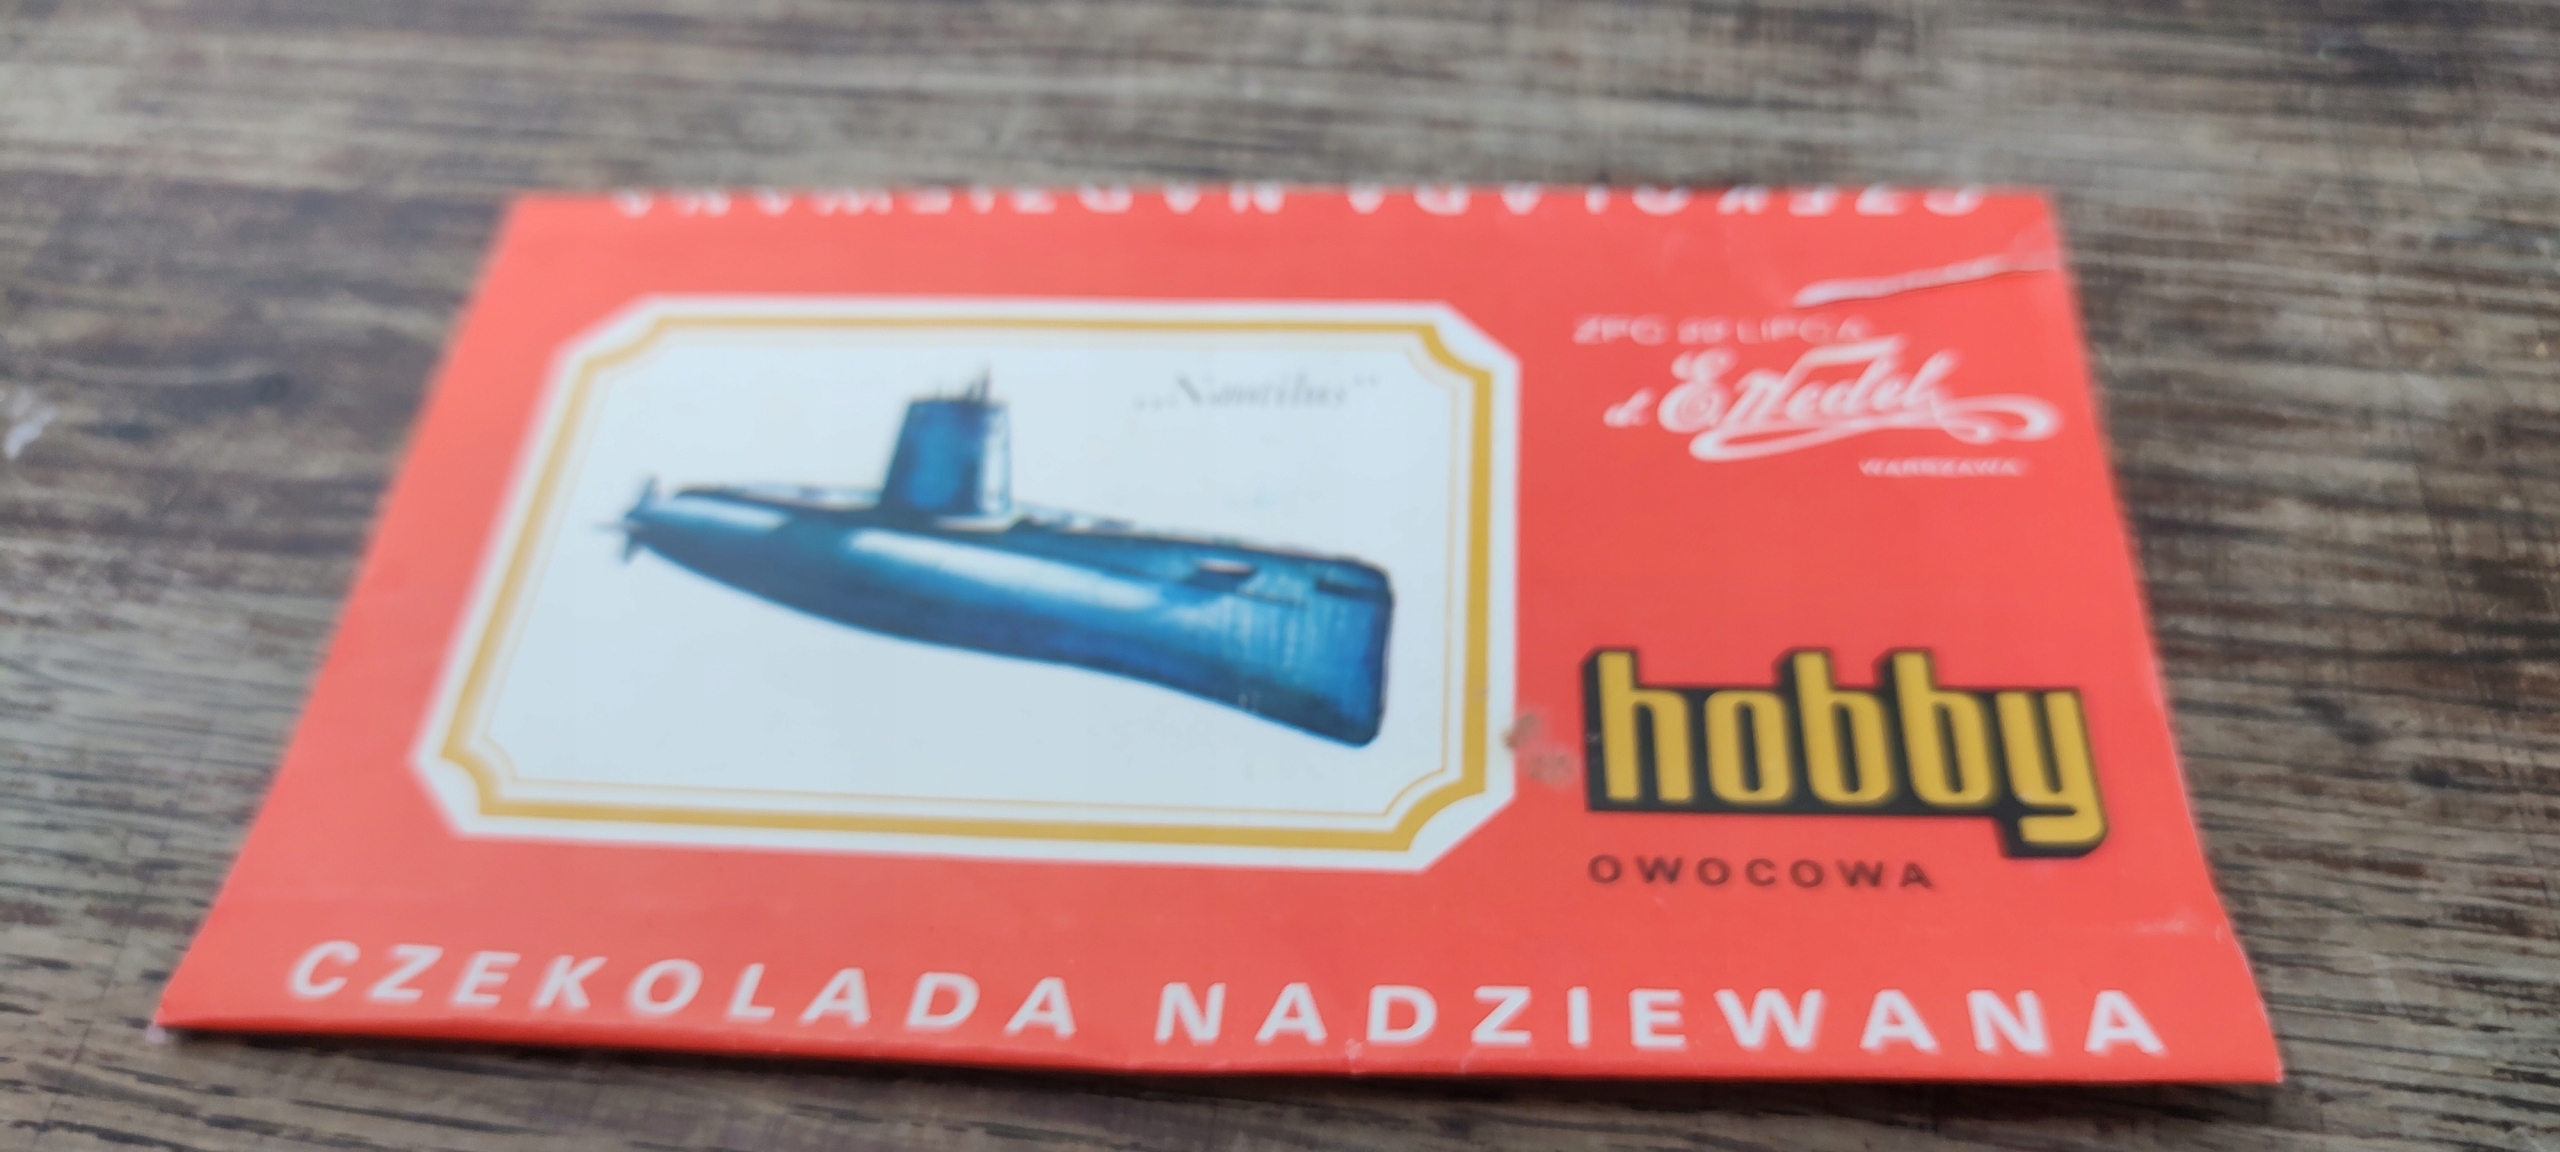 CZEKOLADA NADZIEWANA
„Nautilus”
ZPC 22 LIPCA
d. E. Wedel
WARSZAWA
hobby
OWOCOWA
CZEKOLADA NADZIEWANA